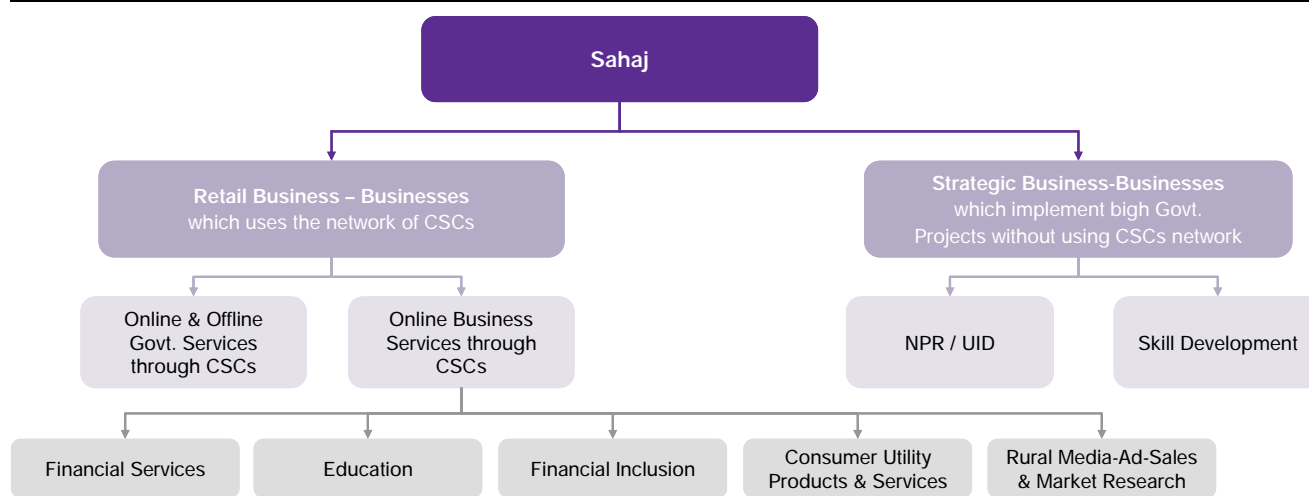 Sahaj
Retail Business – Businesses
which uses the network of CSCs
Strategic Business-Businesses
which implement bigh Govt.
Projects without using CSCs network
Online & Offline
Govt. Services
through CSCs
Online Business
Services through
CSCs
NPR / UID
Skill Development
Financial Services
Education
Financial Inclusion
Consumer Utility
Products & Services
Rural Media-Ad-Sales
& Market Research